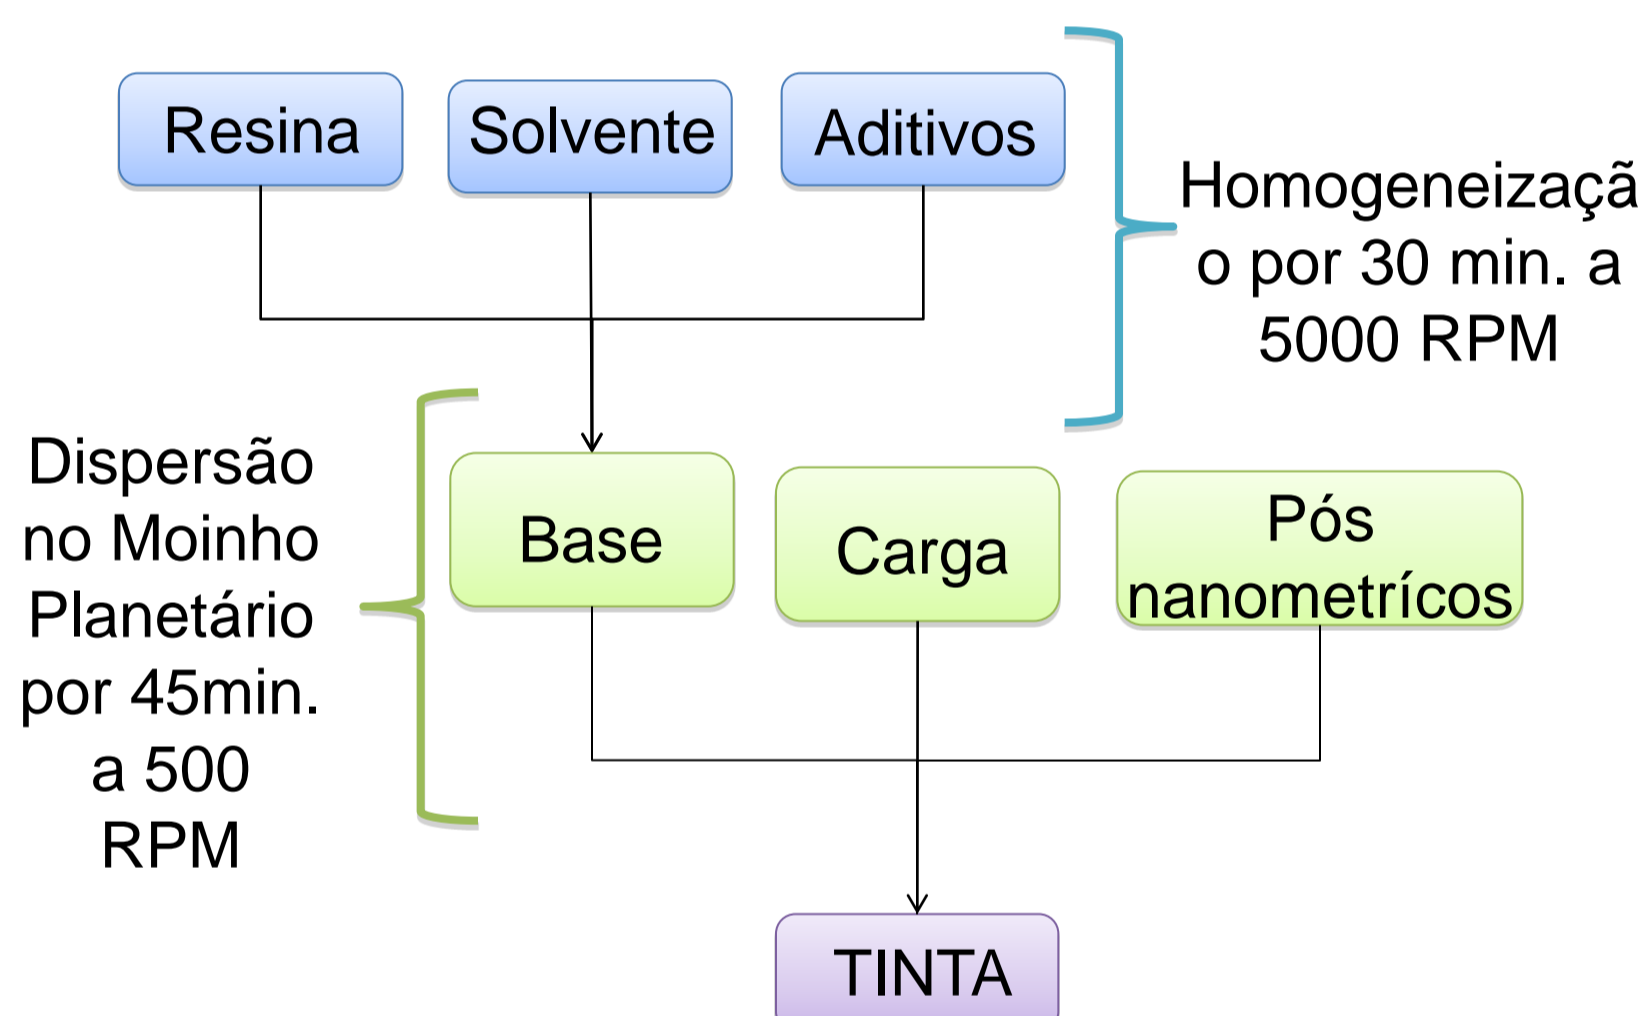 Resina
Solvente
Aditivos
Homogeneizaçã
o por 30 min. a
5000 RPM
Dispersão
no Moinho
Planetário
por 45min.
a 500
RPM
Base
Carga
Pós
nanometrícos
TINTA